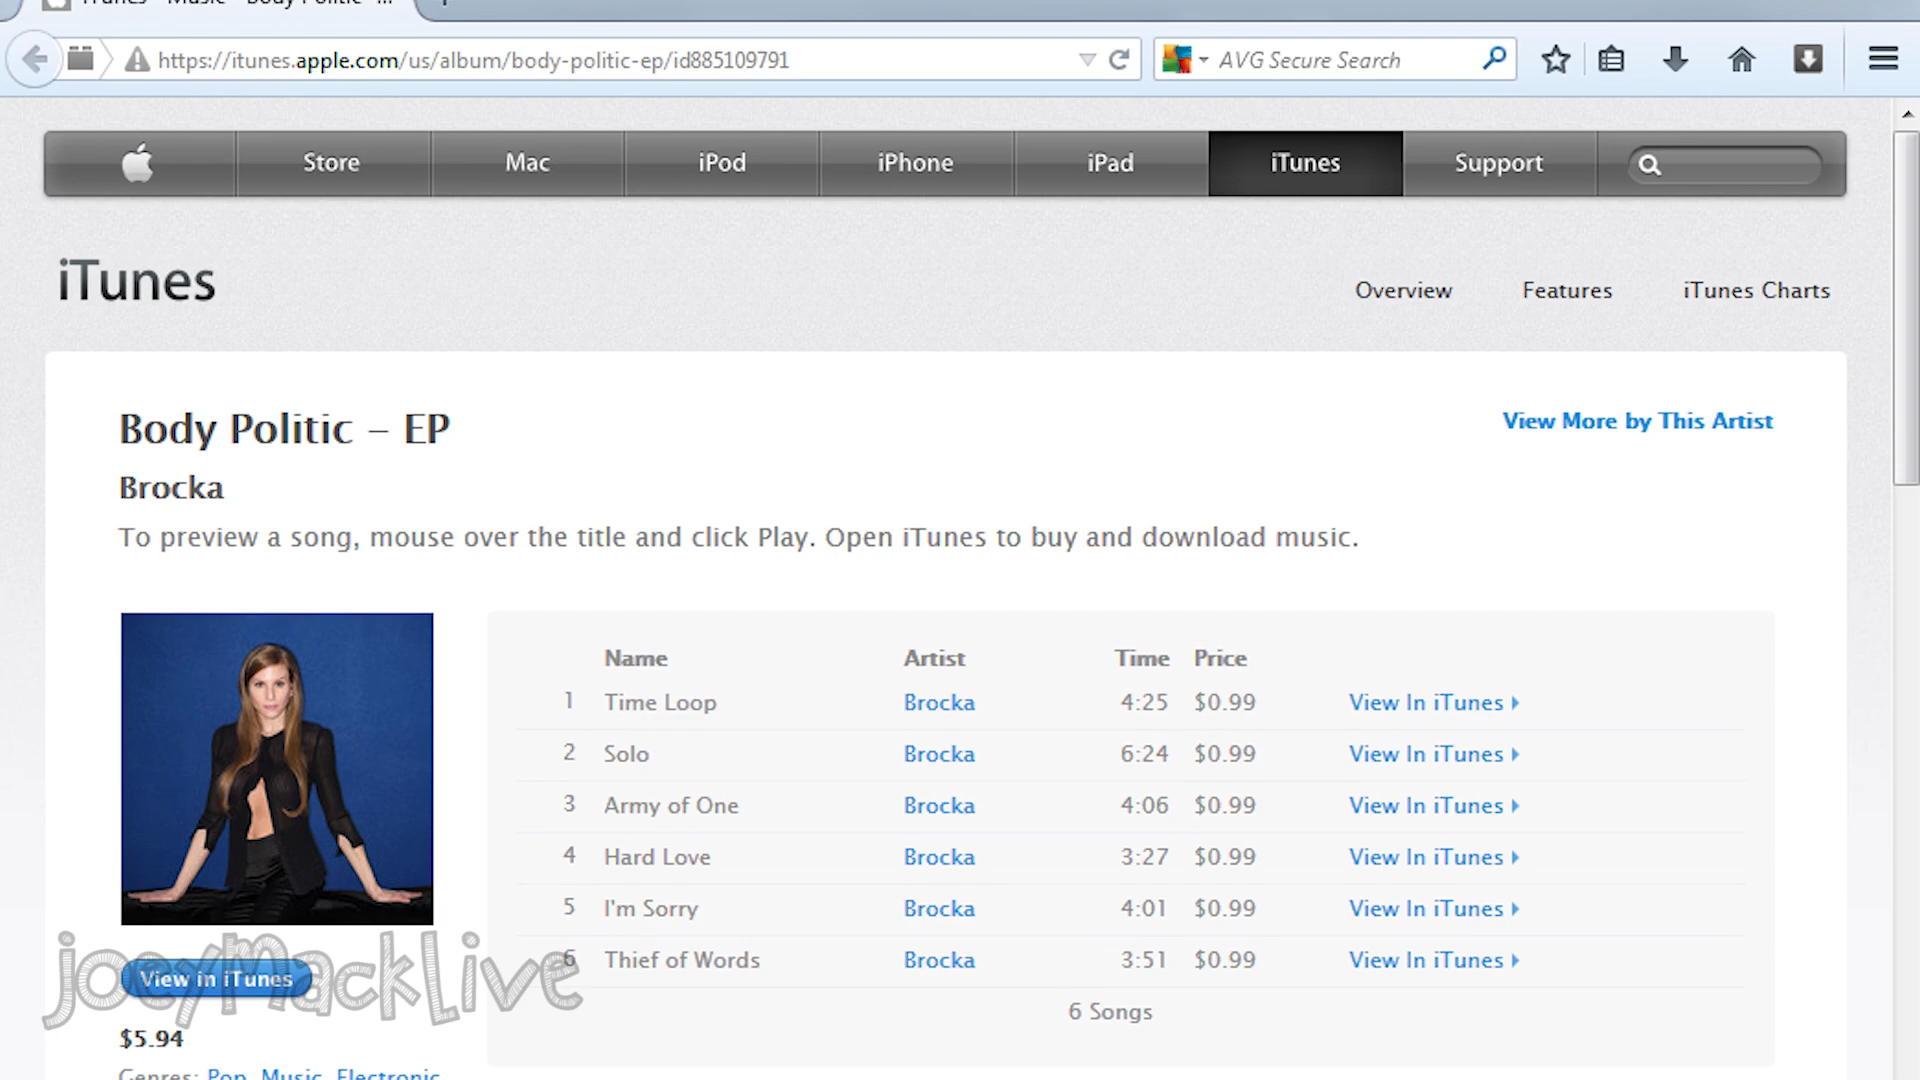 https://itunes.apple.com/us/album/body-politic-ep/id885109791
AVG Secure Search
Store Mac iPod iPhone iPad iTunes Support
iTunes
Overview Features iTunes Charts
Body Politic – EP
View More by This Artist
Brocka
To preview a song, mouse over the title and click Play. Open iTunes to buy and download music.
Name Artist Time Price
1 Time Loop Brocka 4:25 $0.99 View In iTunes
2 Solo Brocka 6:24 $0.99 View In iTunes
3 Army of One Brocka 4:06 $0.99 View In iTunes
4 Hard Love Brocka 3:27 $0.99 View In iTunes
5 I'm Sorry Brocka 4:01 $0.99 View In iTunes
6 Thief of Words Brocka 3:51 $0.99 View In iTunes
6 Songs
View in iTunes
joeyMackLive
$5.94
Genres: Pop, Music, Electronic